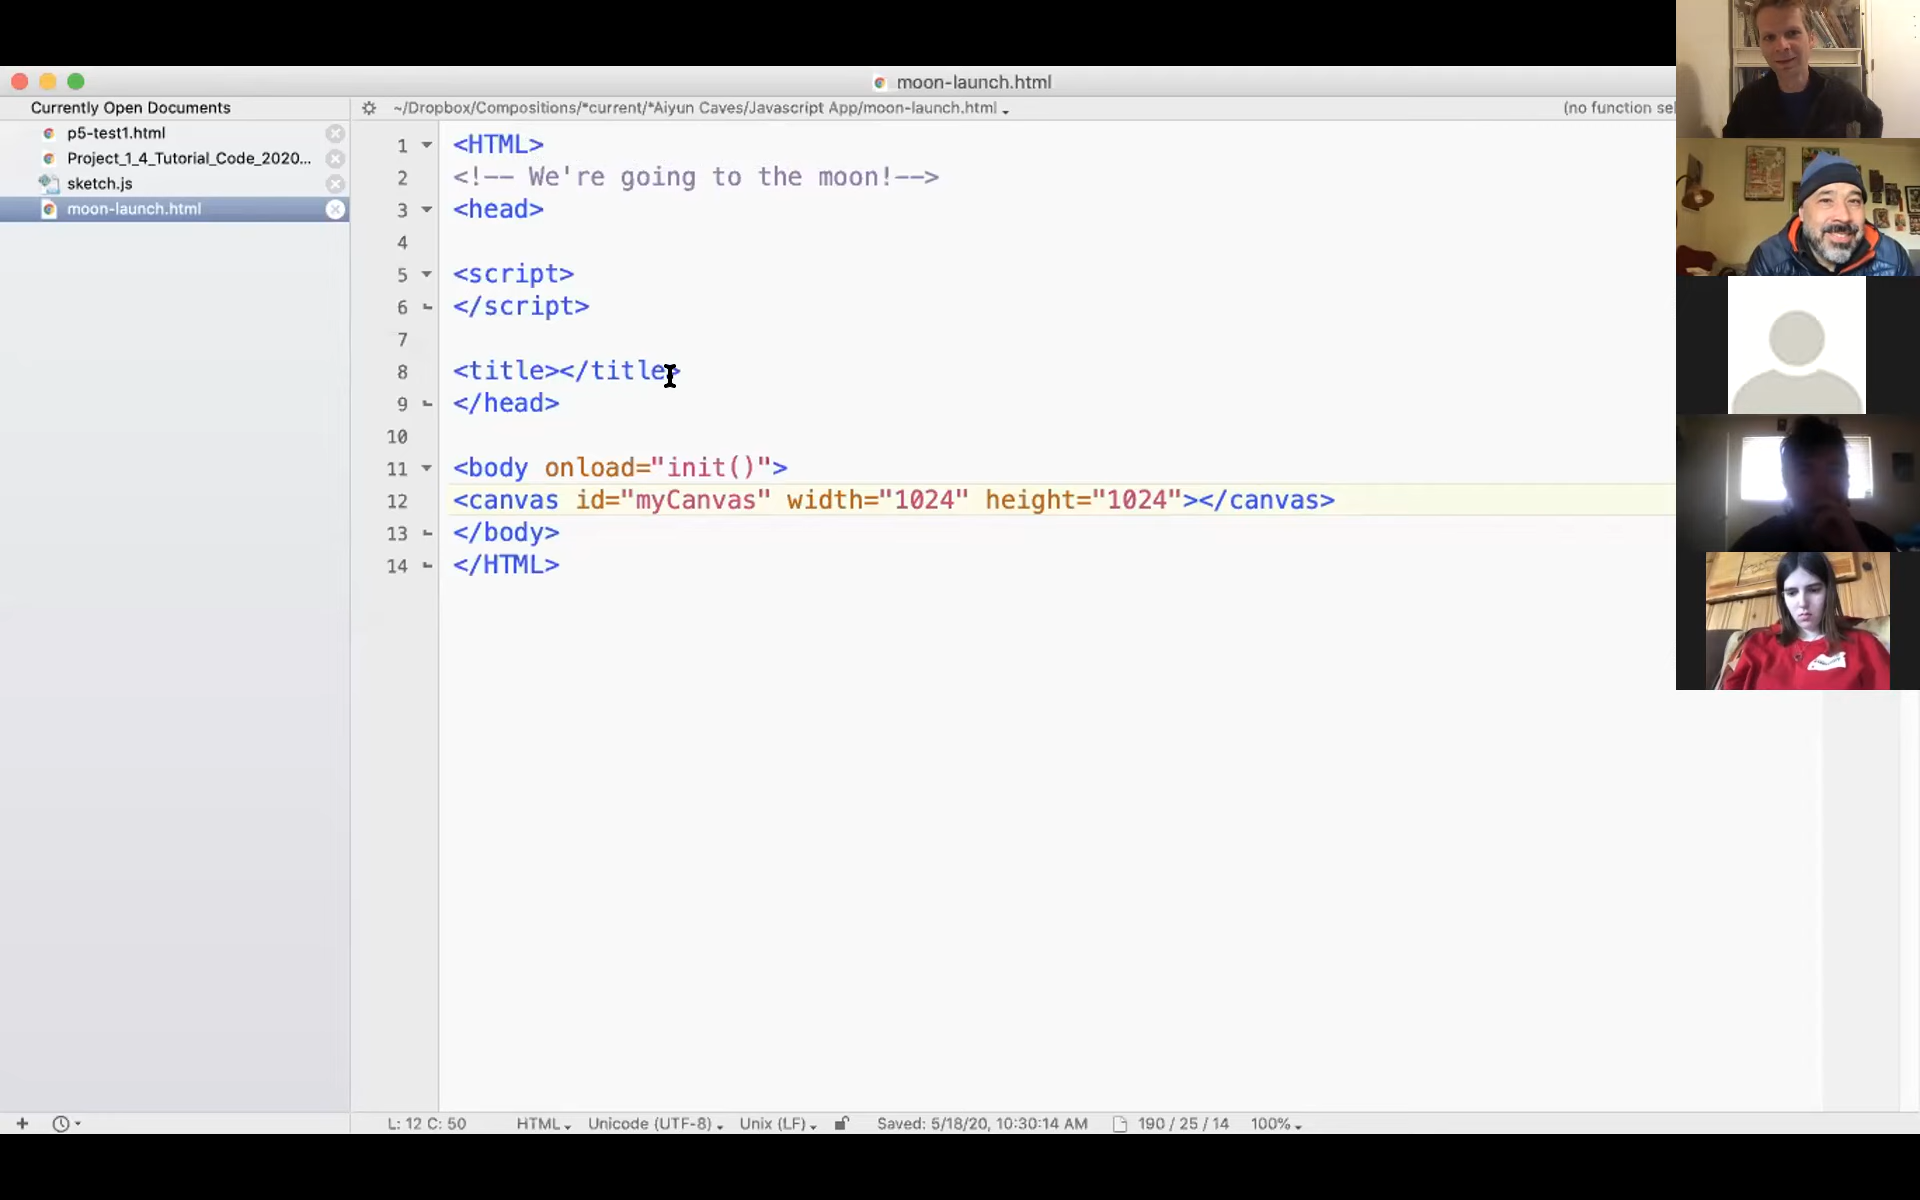 moon-launch.html
Currently Open Documents
~/Dropbox/Compositions/*current/*Aiyun Caves/Javascript App/moon-launch.html
(no function sel
p5-test1.html
Project_1_4_Tutorial_Code_2020...
sketch.js
moon-launch.html
1 <HTML>
2 <!-- We're going to the moon!-->
3 <head>
4
5 <script>
6 </script>
7
8 <title></title>
9 </head>
10
11 <body onload="init()">
12 <canvas id="myCanvas" width="1024" height="1024"></canvas>
13 </body>
14 </HTML>
L: 12 C: 50 HTML Unicode (UTF-8) Unix (LF) Saved: 5/18/20, 10:30:14 AM 190 / 25 / 14 100%